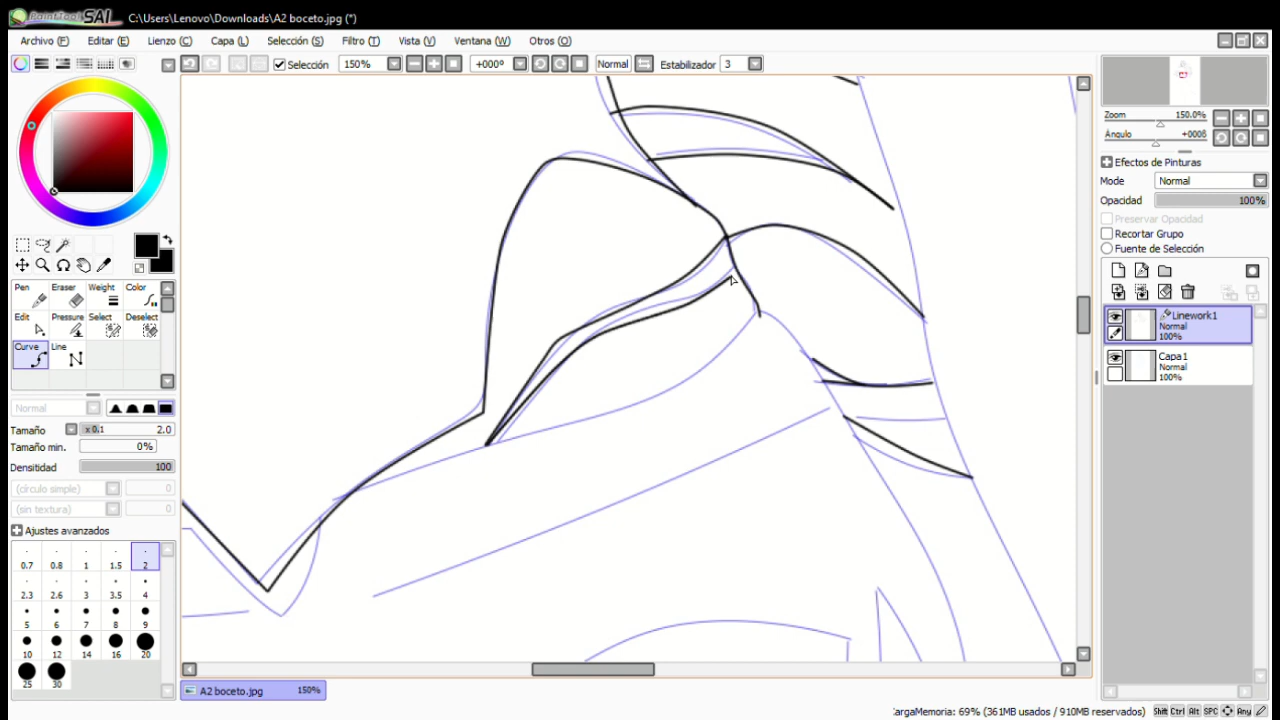 PaintTool SAI C:\Users\Lenovo\Downloads\A2 boceto.jpg (*)
Archivo (F) Editar (E) Lienzo (C) Capa (L) Selección (S) Filtro (T) Vista (V) Ventana (W) Otros (O)
Selección 150% +000º Normal Estabilizador 3
Zoom 150.0%
Ángulo +000ß
Efectos de Pinturas
Modo Normal
Opacidad 100%
Preservar Opacidad
Recortar Grupo
Fuente de Selección
Pen Eraser Weight Color
Edit Pressure Select Deselect
Curve Line
Linework1
Normal
100%
Capa1
Normal
100%
Normal
Tamaño x 0.1 2.0
Tamaño min. 0%
Densitidad 100
(círculo simple) 0
(sin textura) 0
Ajustes avanzados
0.7 0.8 1 1.5 2
2.3 2.6 3 3.5 4
5 6 7 8 9
10 12 14 16 20
25 30
A2 boceto.jpg 150%
CargaMemoria: 69% (361MB usados / 910MB reservados) Shift Ctrl Alt SPC Any